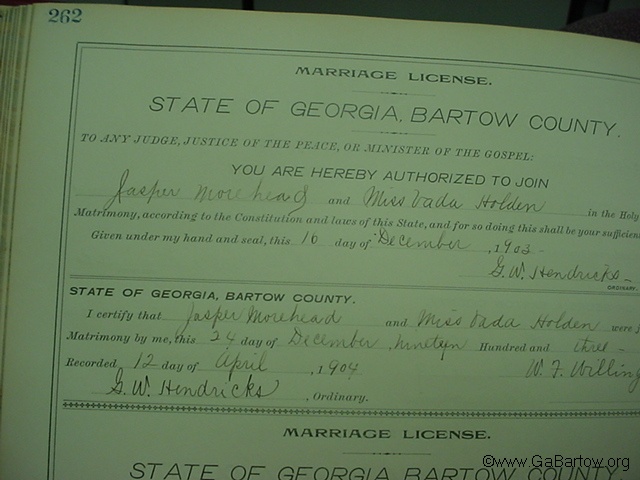 262
MARRIAGE LICENSE.
STATE OF GEORGIA, BARTOW COUNTY.
TO ANY JUDGE, JUSTICE OF THE PEACE, OR MINISTER OF THE GOSPEL:
YOU ARE HEREBY AUTHORIZED TO JOIN
Jasper Morehead and Miss Vada Holden in the Holy
Matrimony, according to the Constitution and laws of this State, and for so doing this shall be your sufficien
Given under my hand and seal, this 16 day of December, 1903
G. W. Hendricks
ORDINARY.
STATE OF GEORGIA, BARTOW COUNTY.
I certify that Jasper Morehead and Miss Vada Holden were j
Matrimony by me, this 24 day of December, nineteen Hundred and three
Recorded, 12 day of April, 1904 W. F. Willing
G. W. Hendricks, Ordinary.
MARRIAGE LICENSE.
STATE OF GEORGIA, BARTOW COUNTY
©www.GaBartow.org